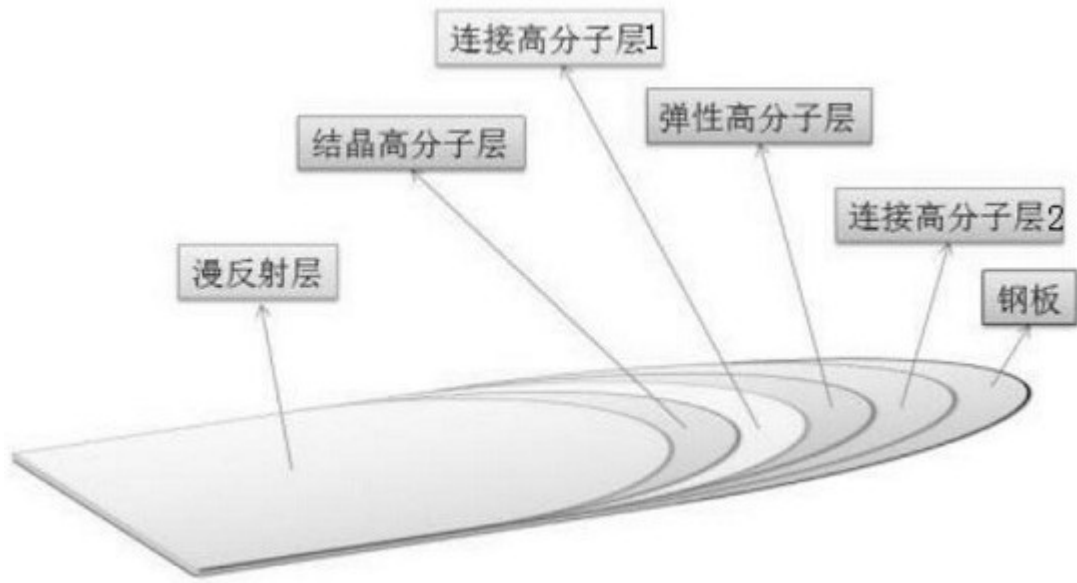 连接高分子层1
弹性高分子层
结晶高分子层
连接高分子层2
漫反射层
钢板